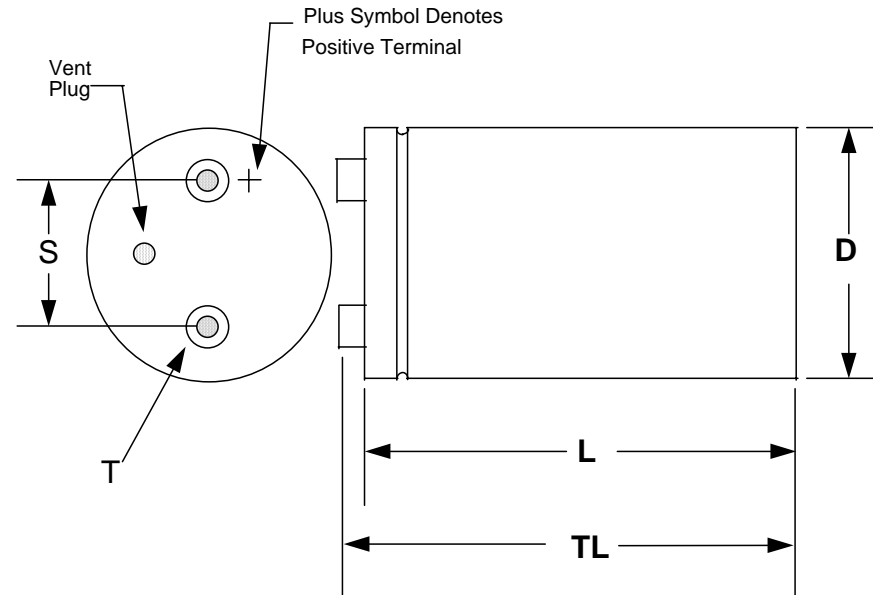 Plus Symbol Denotes
Positive Terminal
Vent
Plug
S
D
T
L
TL